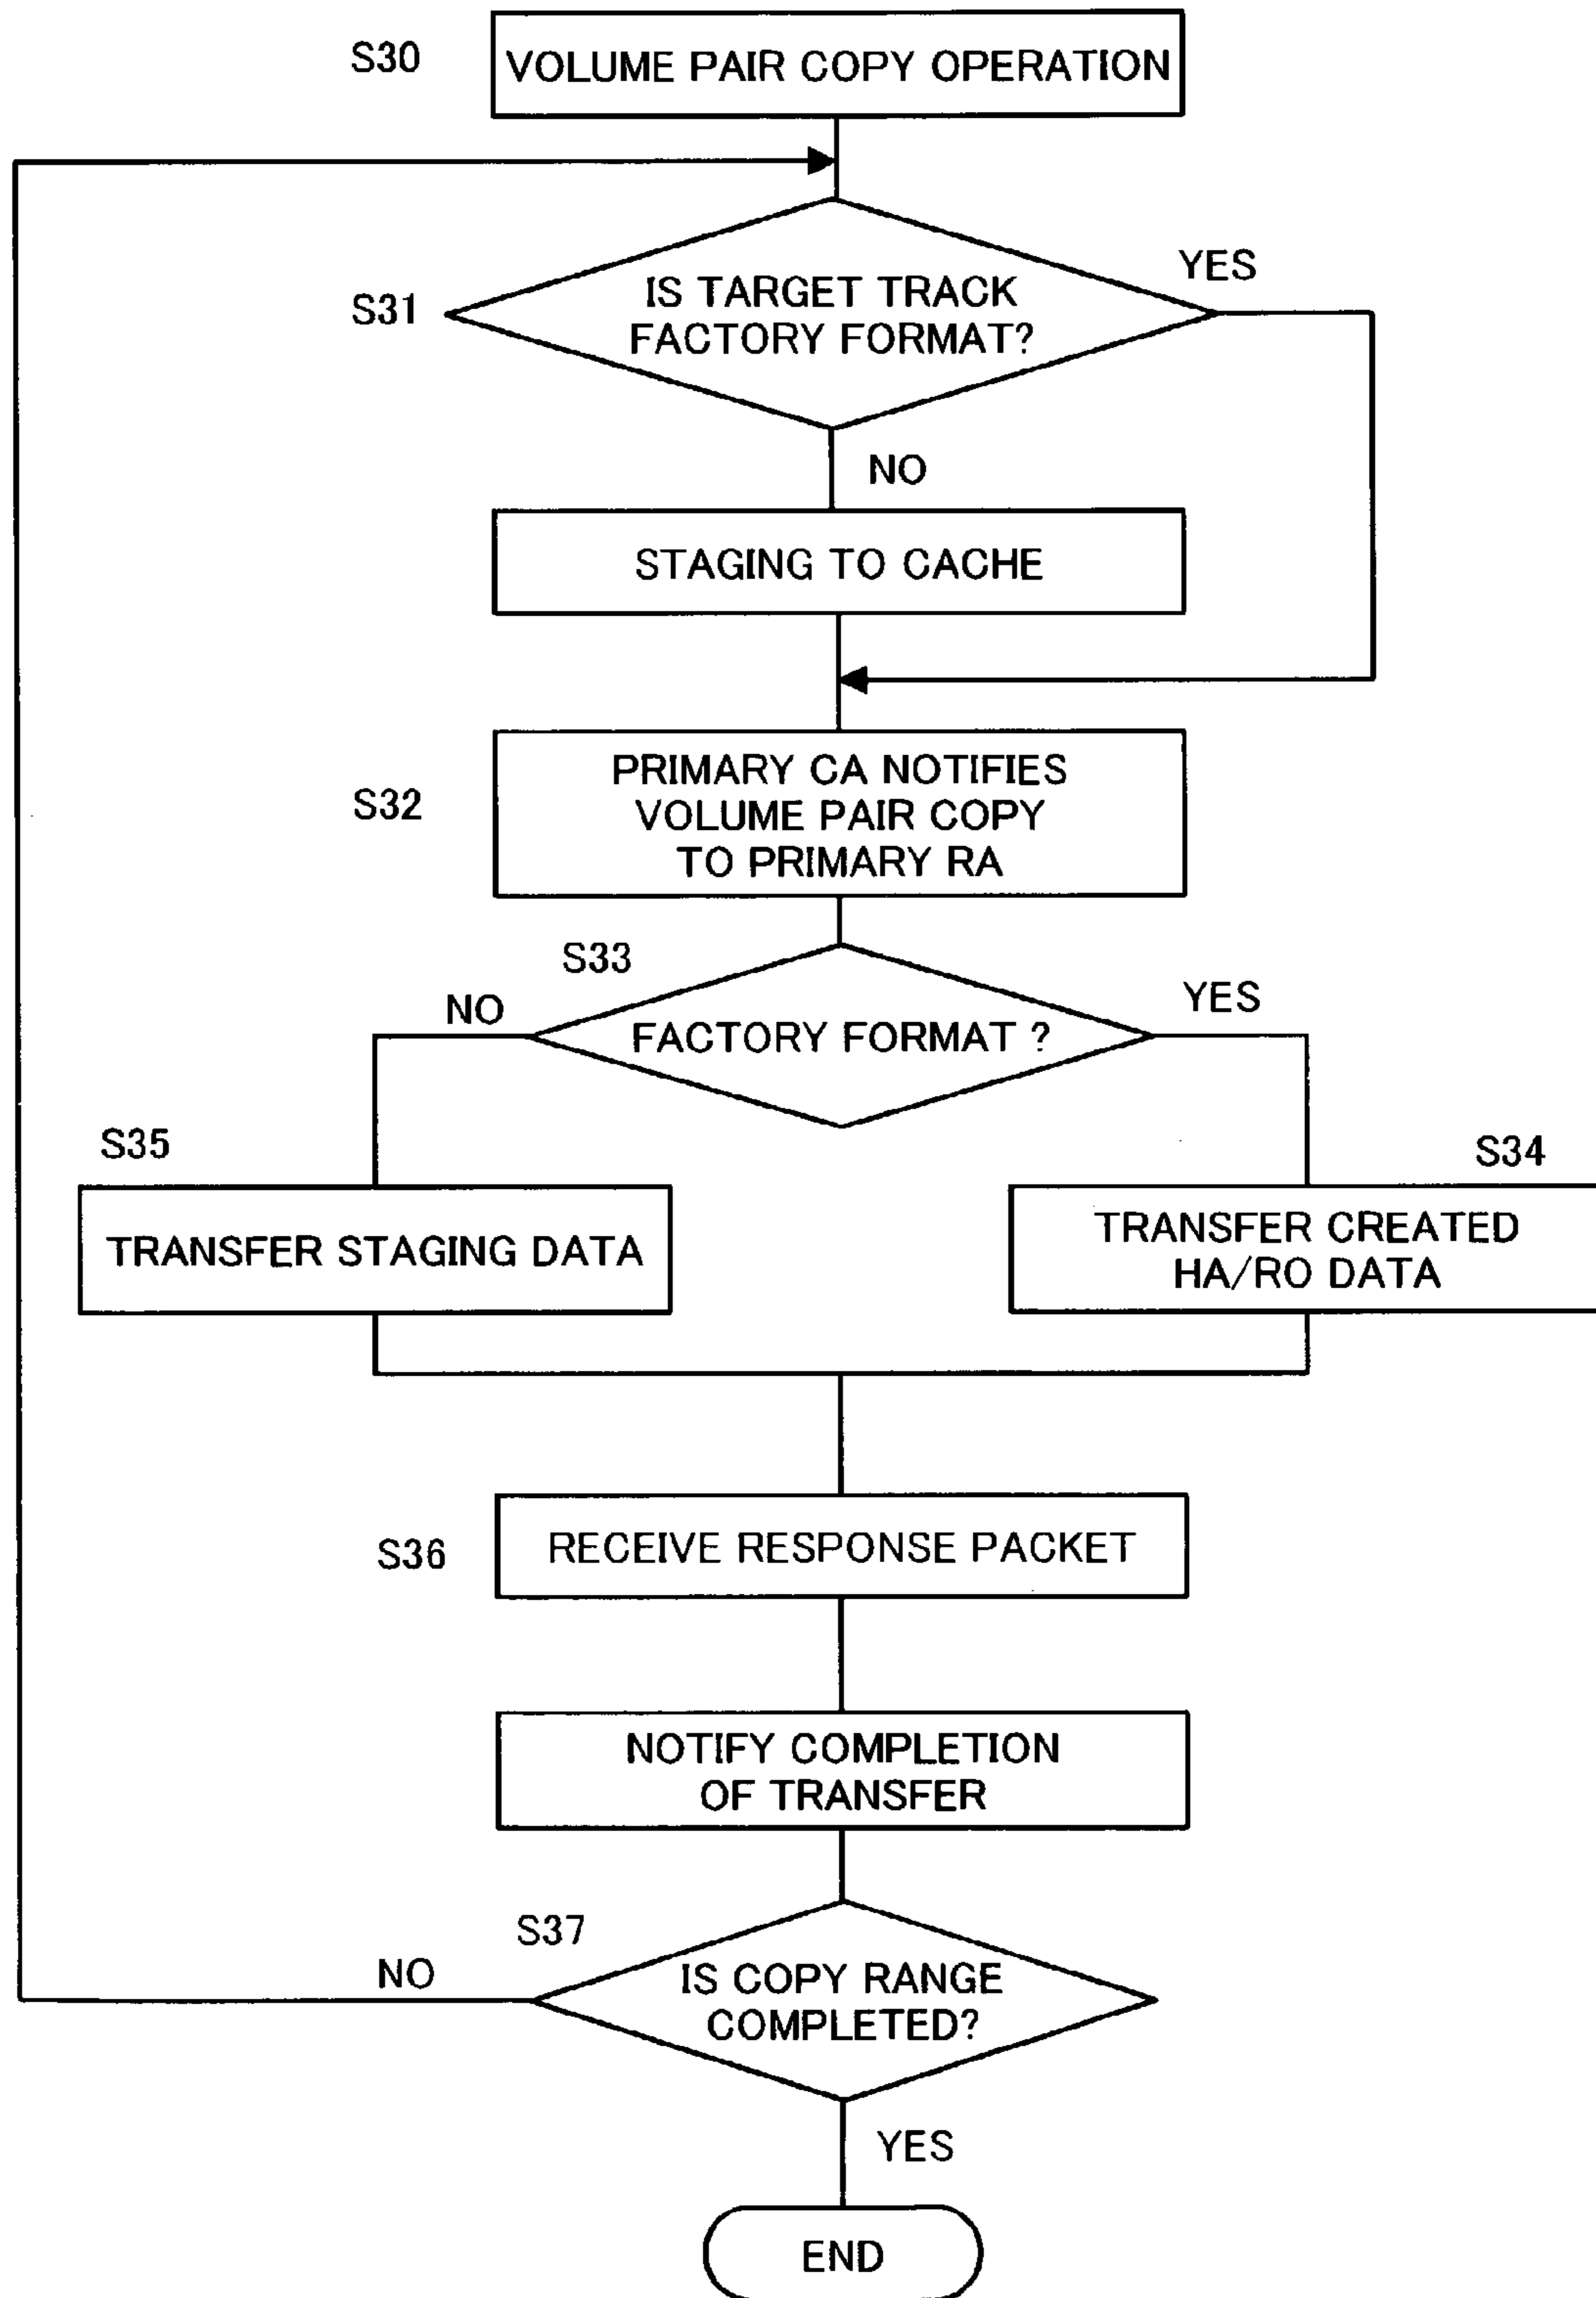 S30
VOLUME PAIR COPY OPERATION
S31
IS TARGET TRACK
FACTORY FORMAT?
YES
NO
STAGING TO CACHE
S32
PRIMARY CA NOTIFIES
VOLUME PAIR COPY
TO PRIMARY RA
S33
NO
FACTORY FORMAT ?
YES
S35
TRANSFER STAGING DATA
S34
TRANSFER CREATED
HA/RO DATA
S36
RECEIVE RESPONSE PACKET
NOTIFY COMPLETION
OF TRANSFER
S37
NO
IS COPY RANGE
COMPLETED?
YES
END